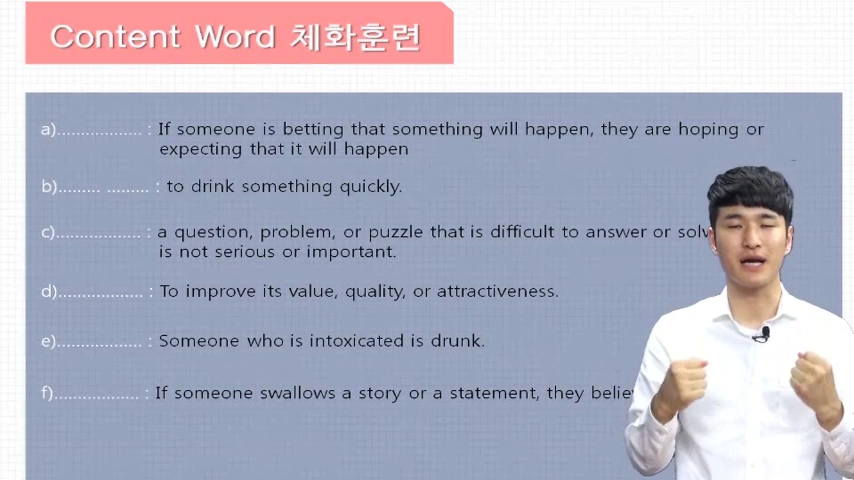 Content Word 체화훈련
a)................. : If someone is betting that something will happen, they are hoping or
expecting that it will happen
b)......... ......... : to drink something quickly.
c)................. : a question, problem, or puzzle that is difficult to answer or
is not serious or important.
d)................. : To improve its value, quality, or attractiveness.
e)................. : Someone who is intoxicated is drunk.
f)................. : If someone swallows a story or a statement, they